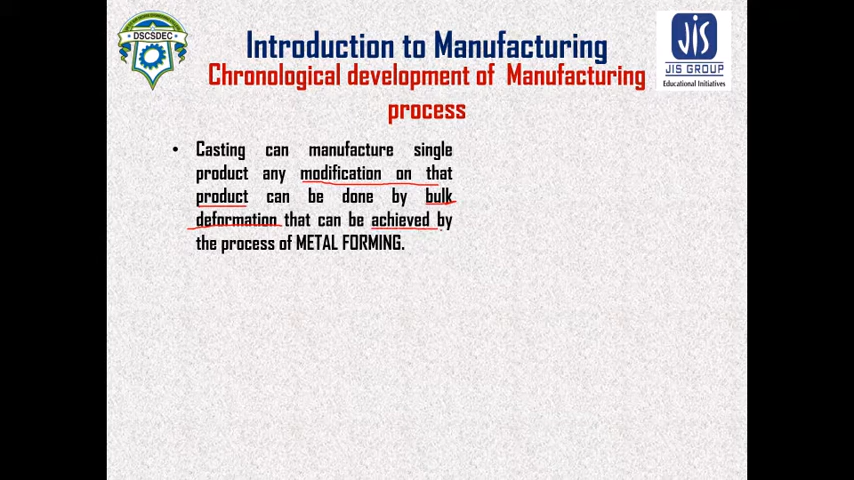 DSCSDEC
Introduction to Manufacturing
JIS
JIS GROUP
Educational Initiatives
Chronological development of Manufacturing
process
• Casting can manufacture single
product any modification on that
product can be done by bulk
deformation that can be achieved by
the process of METAL FORMING.